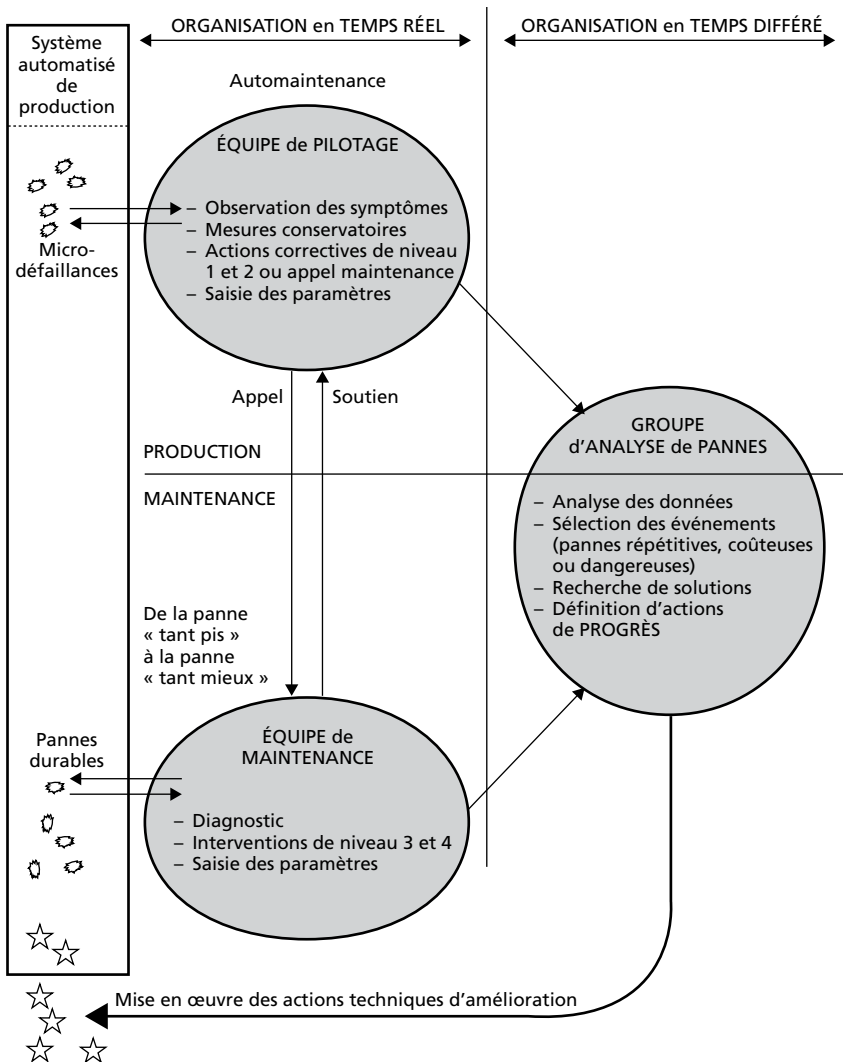 ORGANISATION en TEMPS RÉEL
ORGANISATION en TEMPS DIFFÉRÉ
Système
automatisé
de
production
Automaintenance
ÉQUIPE de PILOTAGE
– Observation des symptômes
– Mesures conservatoires
– Actions correctives de niveau
1 et 2 ou appel maintenance
– Saisie des paramètres
Micro-
défaillances
Appel
Soutien
PRODUCTION
MAINTENANCE
GROUPE
d’ANALYSE de PANNES
– Analyse des données
– Sélection des événements
(pannes répétitives, coûteuses
ou dangereuses)
– Recherche de solutions
– Définition d’actions
de PROGRÈS
De la panne
« tant pis »
à la panne
« tant mieux »
Pannes
durables
ÉQUIPE de
MAINTENANCE
– Diagnostic
– Interventions de niveau 3 et 4
– Saisie des paramètres
Mise en œuvre des actions techniques d’amélioration